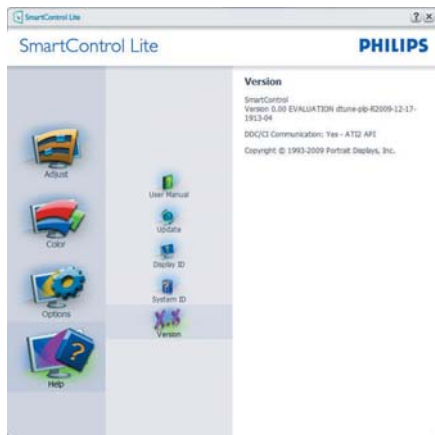 SmartControl Lite
SmartControl Lite
PHILIPS
Adjust
Color
Options
Help
User Manual
Update
Display ID
System ID
X.X
Version
Version
SmartControl
Version 0.00 EVALUATION dtune-plp-R2009-12-17-
1913-04
DDC/CI Communication: Yes - ATI2 API
Copyright © 1993-2009 Portrait Displays, Inc.